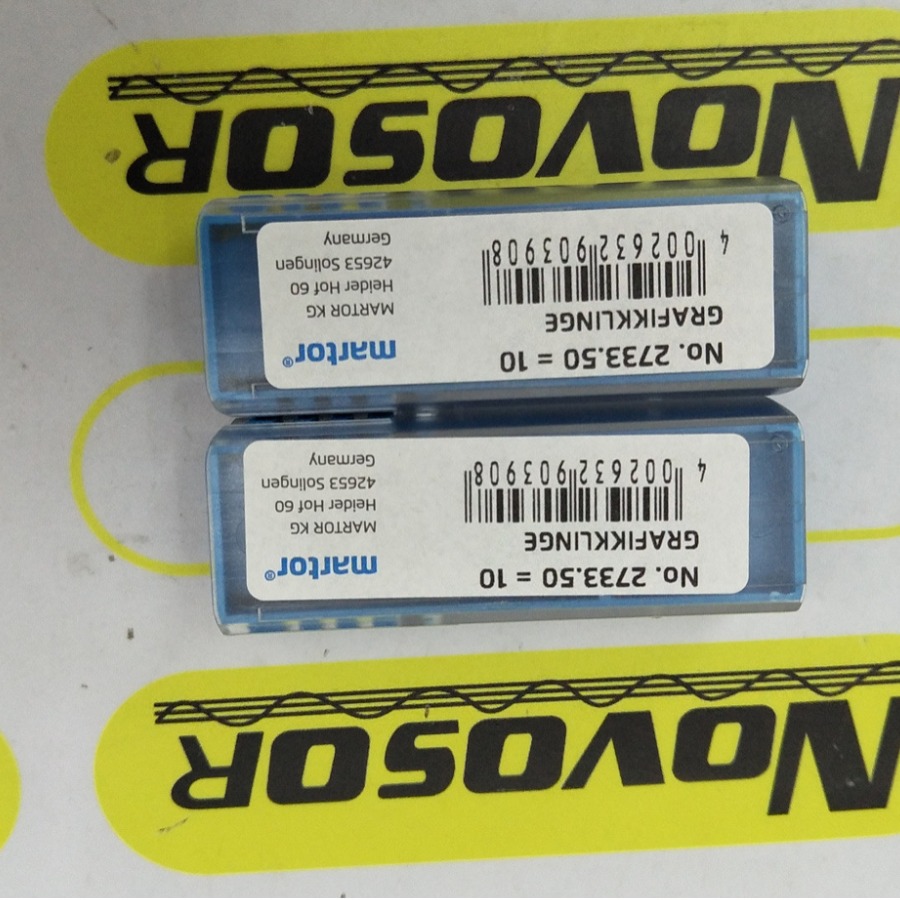 NOVOSOR
No. 2733.50 = 10
GRAFIKKLINGE
4 002632 903908
martor®
MARTOR KG
Heider Hof 60
42653 Solingen
Germany
No. 2733.50 = 10
GRAFIKKLINGE
4 002632 903908
martor®
MARTOR KG
Heider Hof 60
42653 Solingen
Germany
NOVOSOR